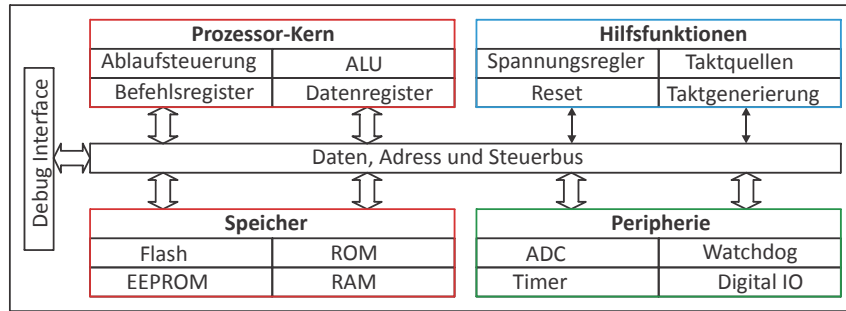 Prozessor-Kern
Ablaufsteuerung ALU
Befehlsregister Datenregister
Hilfsfunktionen
Spannungsregler Taktquellen
Reset Taktgenerierung
Debug Interface
Daten, Adress und Steuerbus
Speicher
Flash ROM
EEPROM RAM
Peripherie
ADC Watchdog
Timer Digital IO